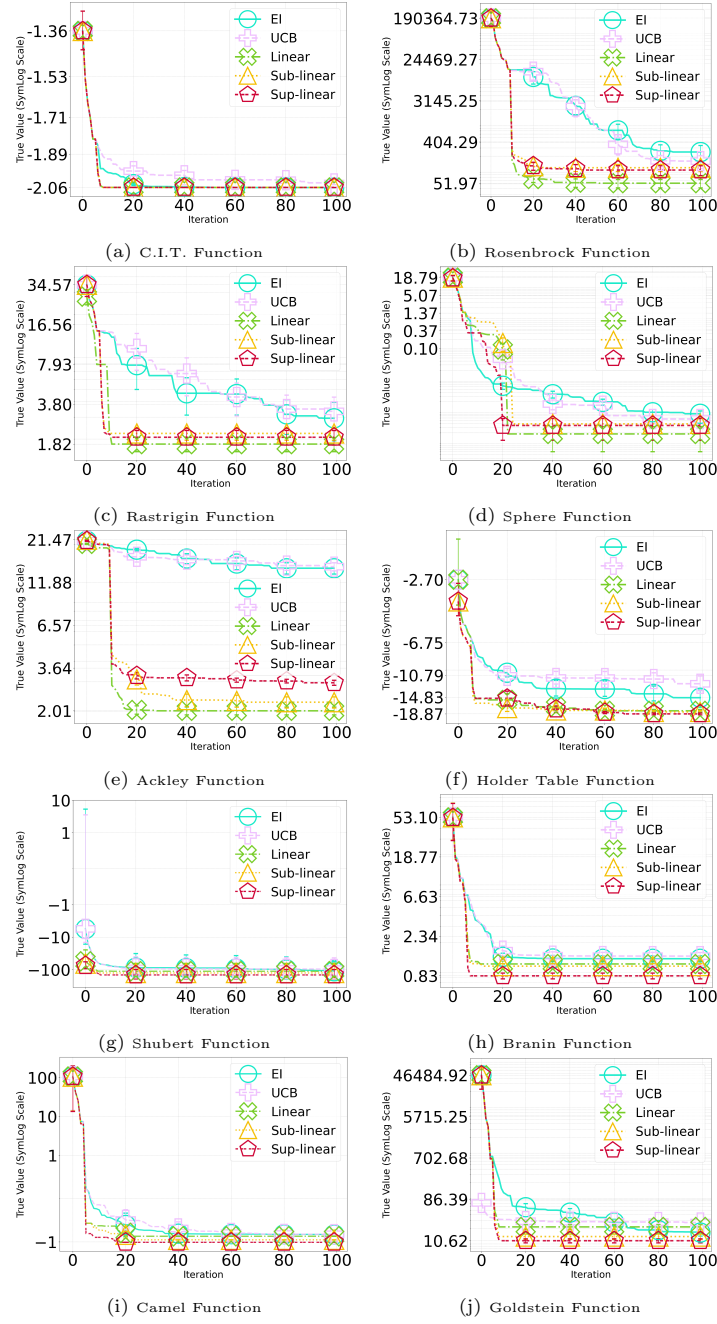 True Value (SymLog Scale)
-1.36
-1.53
-1.71
-1.89
-2.06
EI
UCB
Linear
Sub-linear
Sup-linear
0 20 40 60 80 100
Iteration
(a) C.I.T. Function
True Value (SymLog Scale)
190364.73
24469.27
3145.25
404.29
51.97
EI
UCB
Linear
Sub-linear
Sup-linear
0 20 40 60 80 100
Iteration
(b) Rosenbrock Function
True Value (SymLog Scale)
34.57
16.56
7.93
3.80
1.82
EI
UCB
Linear
Sub-linear
Sup-linear
0 20 40 60 80 100
Iteration
(c) Rastrigin Function
True Value (SymLog Scale)
18.79
5.07
1.37
0.37
0.10
EI
UCB
Linear
Sub-linear
Sup-linear
0 20 40 60 80 100
Iteration
(d) Sphere Function
True Value (SymLog Scale)
21.47
11.88
6.57
3.64
2.01
EI
UCB
Linear
Sub-linear
Sup-linear
0 20 40 60 80 100
Iteration
(e) Ackley Function
True Value (SymLog Scale)
-2.70
-6.75
-10.79
-14.83
-18.87
EI
UCB
Linear
Sub-linear
Sup-linear
0 20 40 60 80 100
Iteration
(f) Holder Table Function
True Value (SymLog Scale)
10
1
−1
−10
−100
EI
UCB
Linear
Sub-linear
Sup-linear
0 20 40 60 80 100
Iteration
(g) Shubert Function
True Value (SymLog Scale)
53.10
18.77
6.63
2.34
0.83
EI
UCB
Linear
Sub-linear
Sup-linear
0 20 40 60 80 100
Iteration
(h) Branin Function
True Value (SymLog Scale)
100
10
1
−1
EI
UCB
Linear
Sub-linear
Sup-linear
0 20 40 60 80 100
Iteration
(i) Camel Function
True Value (SymLog Scale)
46484.92
5715.25
702.68
86.39
10.62
EI
UCB
Linear
Sub-linear
Sup-linear
0 20 40 60 80 100
Iteration
(j) Goldstein Function